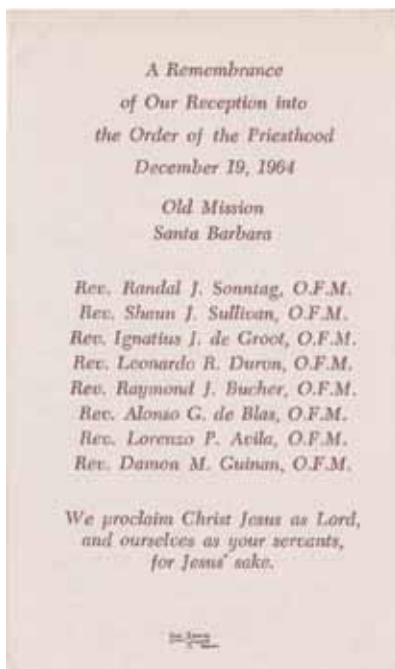 A Remembrance
of Our Reception into
the Order of the Priesthood
December 19, 1964
Old Mission
Santa Barbara
Rev. Randal J. Sonntag, O.F.M.
Rev. Shaun J. Sullivan, O.F.M.
Rev. Ignatius J. de Groot, O.F.M.
Rev. Leonardo R. Duron, O.F.M.
Rev. Raymond J. Bucher, O.F.M.
Rev. Alonso G. de Blas, O.F.M.
Rev. Lorenzo P. Avila, O.F.M.
Rev. Damon M. Guinan, O.F.M.
We proclaim Christ Jesus as Lord,
and ourselves as your servants,
for Jesus' sake.